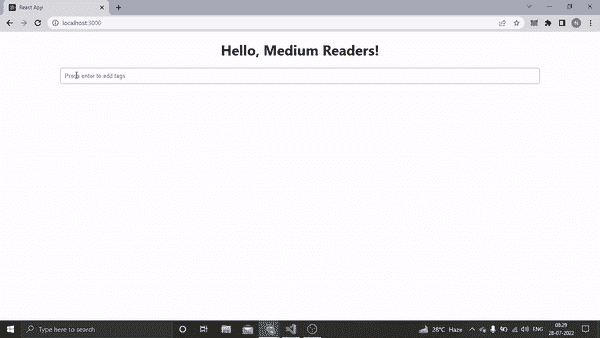 React App
localhost:3000
N
Hello, Medium Readers!
Press enter to add tags
Type here to search
28°C Haze
ENG
08:29
28-07-2022